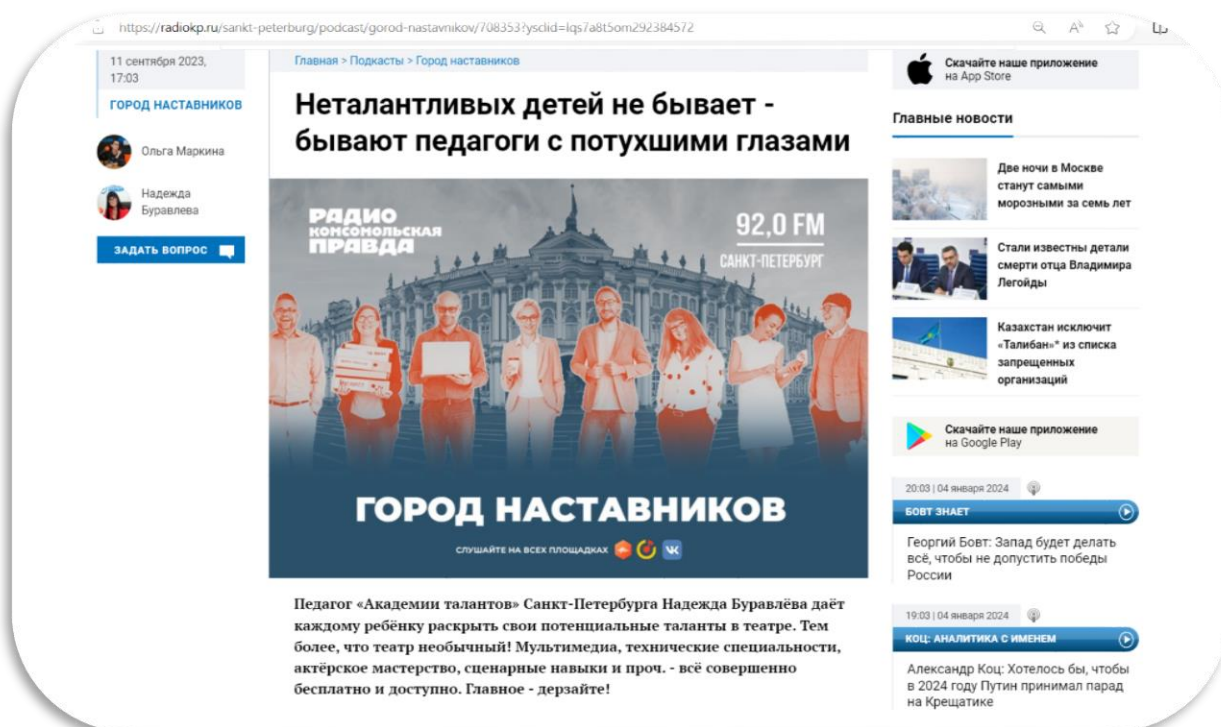 https://radiokp.ru/sankt-peterburg/podcast/gorod-nastavnikov/708353?ysclid=lqs7a8t5om292384572
11 сентября 2023,
17:03
ГОРОД НАСТАВНИКОВ
Ольга Маркина
Надежда
Буравлева
ЗАДАТЬ ВОПРОС
Главная > Подкасты > Город наставников
Неталантливых детей не бывает -
бывают педагоги с потухшими глазами
РАДИО
КОМСОМОЛЬСКАЯ
ПРАВДА
92,0 FM
САНКТ-ПЕТЕРБУРГ
ГОРОД НАСТАВНИКОВ
СЛУШАЙТЕ НА ВСЕХ ПЛОЩАДКАХ
Педагог «Академии талантов» Санкт-Петербурга Надежда Буравлёва даёт
каждому ребёнку раскрыть свои потенциальные таланты в театре. Тем
более, что театр необычный! Мультимедиа, технические специальности,
актёрское мастерство, сценарные навыки и проч. - всё совершенно
бесплатно и доступно. Главное - дерзайте!
Скачайте наше приложение
на App Store
Главные новости
Две ночи в Москве
станут самыми
морозными за семь лет
Стали известны детали
смерти отца Владимира
Легойды
Казахстан исключит
«Талибан»* из списка
запрещенных
организаций
Скачайте наше приложение
на Google Play
20:03 | 04 января 2024
БОВТ ЗНАЕТ
Георгий Бовт: Запад будет делать
всё, чтобы не допустить победы
России
19:03 | 04 января 2024
КОЦ: АНАЛИТИКА С ИМЕНЕМ
Александр Коц: Хотелось бы, чтобы
в 2024 году Путин принимал парад
на Крещатике